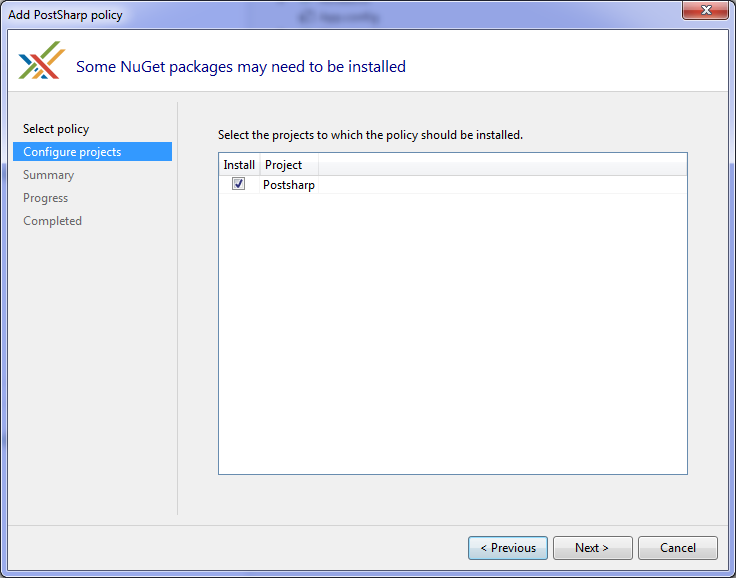 Add PostSharp policy
Some NuGet packages may need to be installed
Select policy
Configure projects
Summary
Progress
Completed
Select the projects to which the policy should be installed.
Install Project
Postsharp
< Previous Next > Cancel